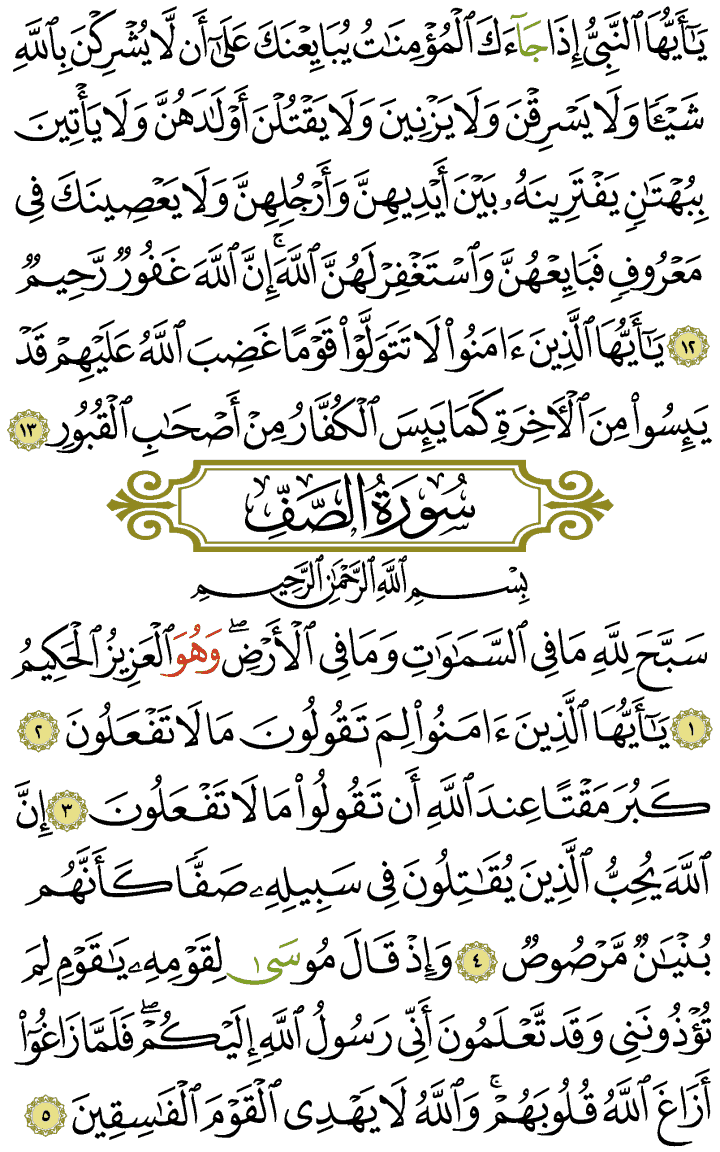 يَـٰٓأَيُّهَا ٱلنَّبِيُّ إِذَا جَآءَكَ ٱلْمُؤْمِنَـٰتُ يُبَايِعْنَكَ عَلَىٰٓ أَن لَّا يُشْرِكْنَ بِٱللَّهِ
شَيْـًٔا وَلَا يَسْرِقْنَ وَلَا يَزْنِينَ وَلَا يَقْتُلْنَ أَوْلَـٰدَهُنَّ وَلَا يَأْتِينَ
بِبُهْتَـٰنٍ يَفْتَرِينَهُۥ بَيْنَ أَيْدِيهِنَّ وَأَرْجُلِهِنَّ وَلَا يَعْصِينَكَ فِى
مَعْرُوفٍ فَبَايِعْهُنَّ وَٱسْتَغْفِرْ لَهُنَّ ٱللَّهَ ۚ إِنَّ ٱللَّهَ غَفُورٌ رَّحِيمٌ
١٢ يَـٰٓأَيُّهَا ٱلَّذِينَ ءَامَنُوا۟ لَا تَتَوَلَّوْا۟ قَوْمًا غَضِبَ ٱللَّهُ عَلَيْهِمْ قَدْ
يَئِسُوا۟ مِنَ ٱلْـَٔاخِرَةِ كَمَا يَئِسَ ٱلْكُفَّارُ مِنْ أَصْحَـٰبِ ٱلْقُبُورِ ١٣
سُورَةُ الصَّفِّ
بِسْمِ ٱللَّهِ ٱلرَّحْمَـٰنِ ٱلرَّحِيمِ
سَبَّحَ لِلَّهِ مَا فِى ٱلسَّمَـٰوَٰتِ وَمَا فِى ٱلْأَرْضِ ۖ وَهُوَ ٱلْعَزِيزُ ٱلْحَكِيمُ
١ يَـٰٓأَيُّهَا ٱلَّذِينَ ءَامَنُوا۟ لِمَ تَقُولُونَ مَا لَا تَفْعَلُونَ ٢
كَبُرَ مَقْتًا عِندَ ٱللَّهِ أَن تَقُولُوا۟ مَا لَا تَفْعَلُونَ ٣ إِنَّ
ٱللَّهَ يُحِبُّ ٱلَّذِينَ يُقَـٰتِلُونَ فِى سَبِيلِهِۦ صَفًّا كَأَنَّهُم
بُنْيَـٰنٌ مَّرْصُوصٌ ٤ وَإِذْ قَالَ مُوسَىٰ لِقَوْمِهِۦ يَـٰقَوْمِ لِمَ
تُؤْذُونَنِى وَقَد تَّعْلَمُونَ أَنِّى رَسُولُ ٱللَّهِ إِلَيْكُمْ ۖ فَلَمَّا زَاغُوٓا۟
أَزَاغَ ٱللَّهُ قُلُوبَهُمْ ۚ وَٱللَّهُ لَا يَهْدِى ٱلْقَوْمَ ٱلْفَـٰسِقِينَ ٥